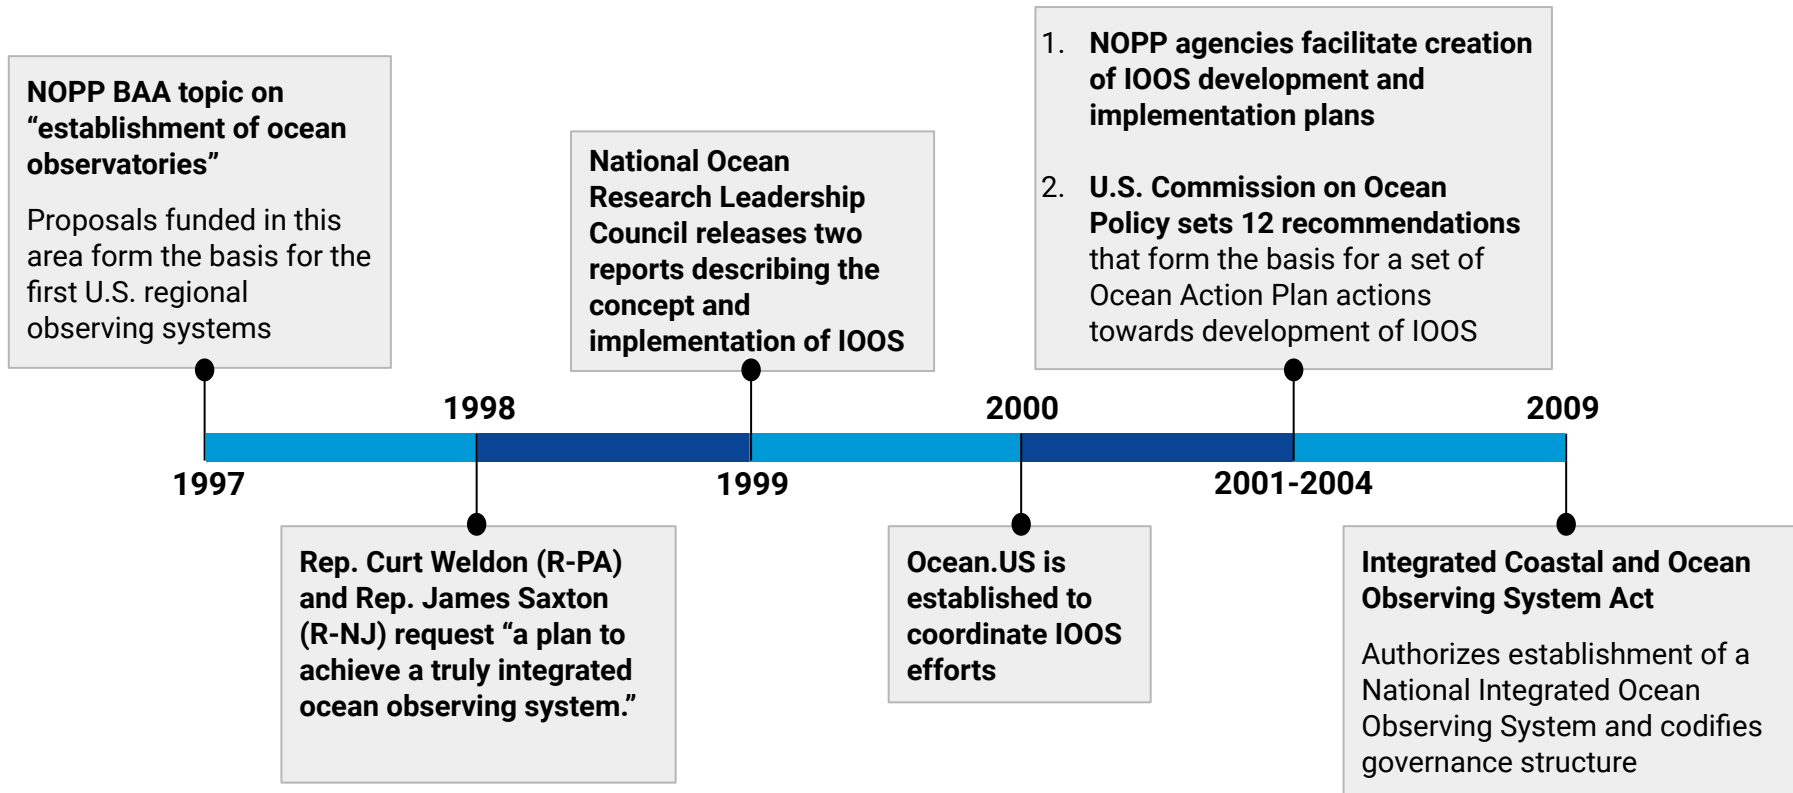 NOPP BAA topic on
“establishment of ocean
observatories”
Proposals funded in this
area form the basis for the
first U.S. regional
observing systems
National Ocean
Research Leadership
Council releases two
reports describing the
concept and
implementation of IOOS
1. NOPP agencies facilitate creation
of IOOS development and
implementation plans
2. U.S. Commission on Ocean
Policy sets 12 recommendations
that form the basis for a set of
Ocean Action Plan actions
towards development of IOOS
1998
2000
2009
1997
1999
2001-2004
Rep. Curt Weldon (R-PA)
and Rep. James Saxton
(R-NJ) request “a plan to
achieve a truly integrated
ocean observing system.”
Ocean.US is
established to
coordinate IOOS
efforts
Integrated Coastal and Ocean
Observing System Act
Authorizes establishment of a
National Integrated Ocean
Observing System and codifies
governance structure